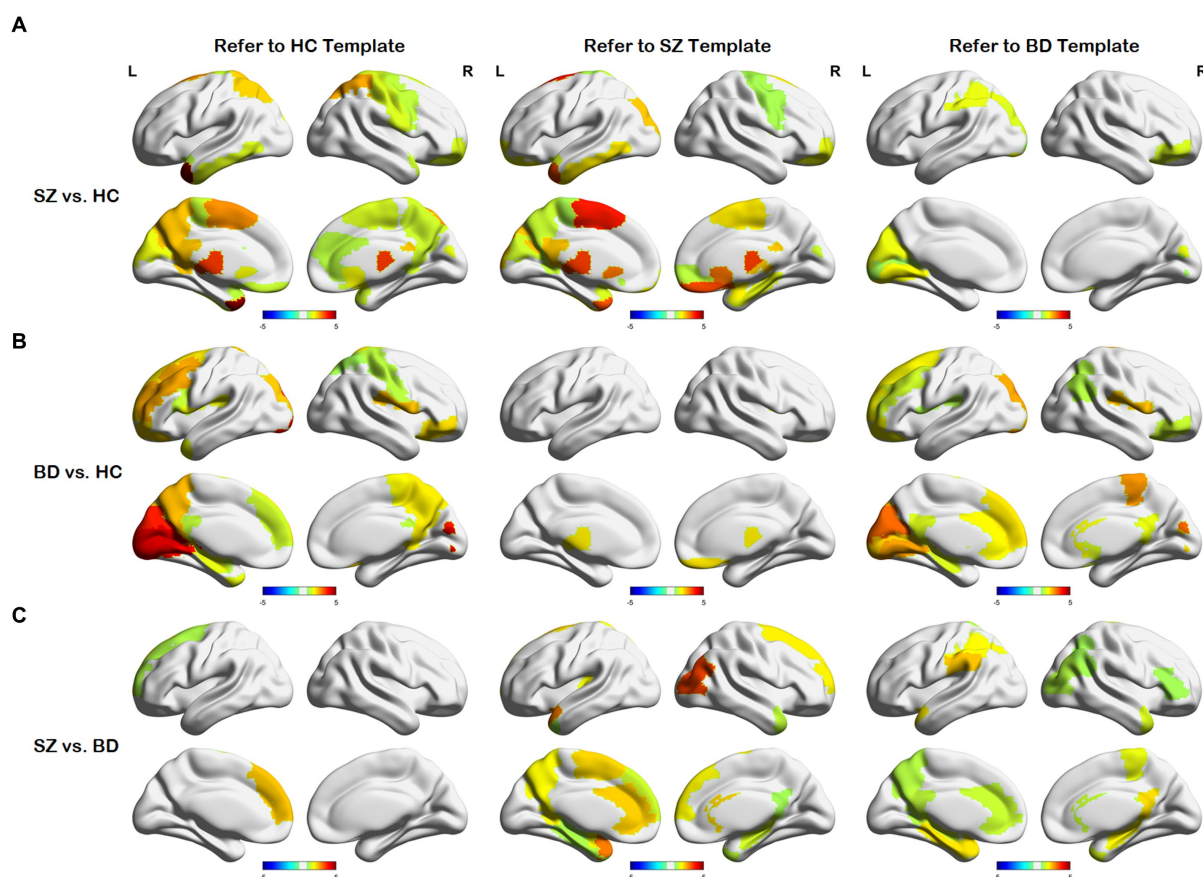 A
Refer to HC Template
Refer to SZ Template
Refer to BD Template
L
R
L
R
L
R
SZ vs. HC
-5
5
-5
5
-5
5
B
BD vs. HC
-5
5
-5
5
-5
5
C
SZ vs. BD